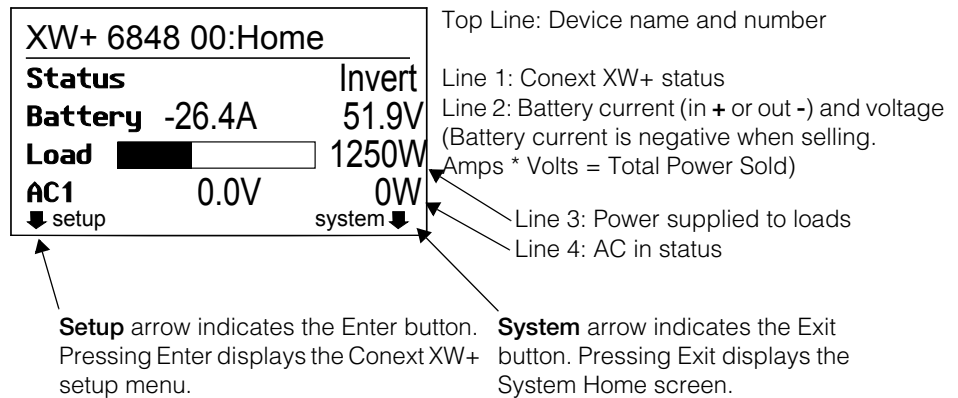 XW+ 6848 00:Home
Status Invert
Battery -26.4A 51.9V
Load 1250W
AC1 0.0V 0W
setup system
Top Line: Device name and number
Line 1: Conext XW+ status
Line 2: Battery current (in + or out -) and voltage
(Battery current is negative when selling.
Amps * Volts = Total Power Sold)
Line 3: Power supplied to loads
Line 4: AC in status
Setup arrow indicates the Enter button.
Pressing Enter displays the Conext XW+
setup menu.
System arrow indicates the Exit
button. Pressing Exit displays the
System Home screen.